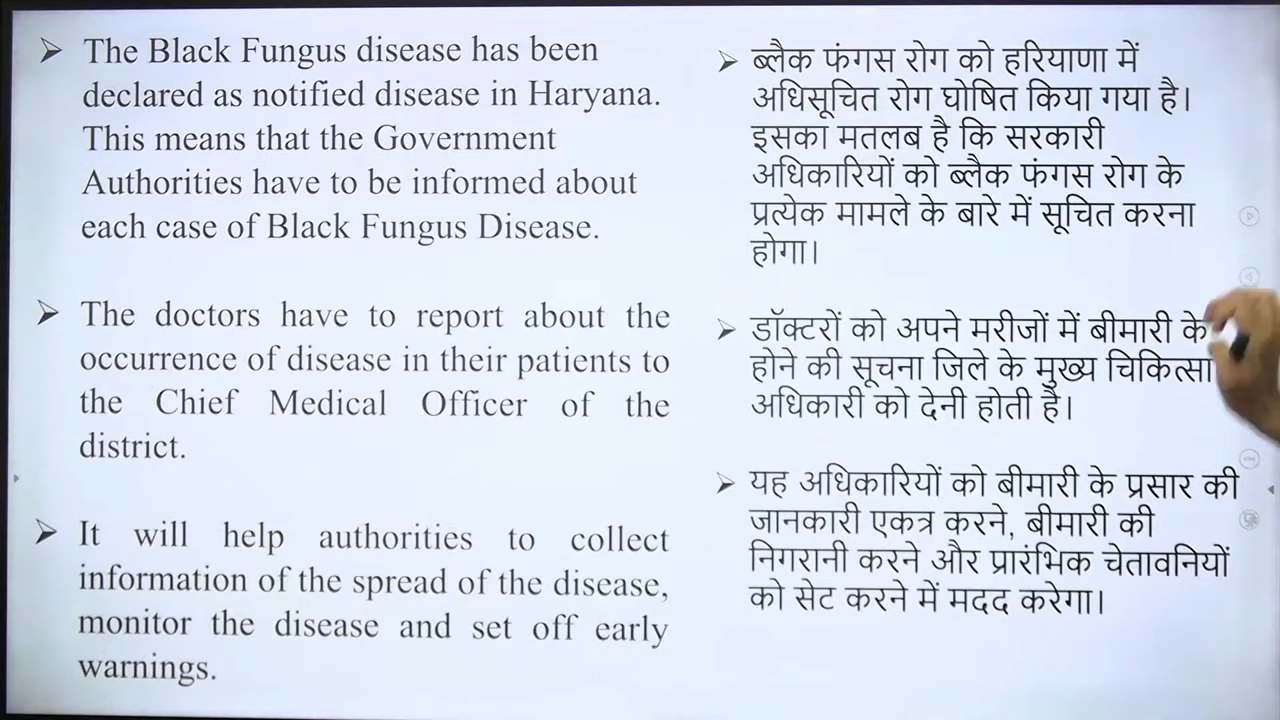 The Black Fungus disease has been
declared as notified disease in Haryana.
This means that the Government
Authorities have to be informed about
each case of Black Fungus Disease.
The doctors have to report about the
occurrence of disease in their patients to
the Chief Medical Officer of the
district.
It will help authorities to collect
information of the spread of the disease,
monitor the disease and set off early
warnings.
ब्लैक फंगस रोग को हरियाणा में
अधिसूचित रोग घोषित किया गया है।
इसका मतलब है कि सरकारी
अधिकारियों को ब्लैक फंगस रोग के
प्रत्येक मामले के बारे में सूचित करना
होगा।
डॉक्टरों को अपने मरीजों में बीमारी के
होने की सूचना जिले के मुख्य चिकित्सा
अधिकारी को देनी होती है।
यह अधिकारियों को बीमारी के प्रसार की
जानकारी एकत्र करने, बीमारी की
निगरानी करने और प्रारंभिक चेतावनियों
को सेट करने में मदद करेगा।